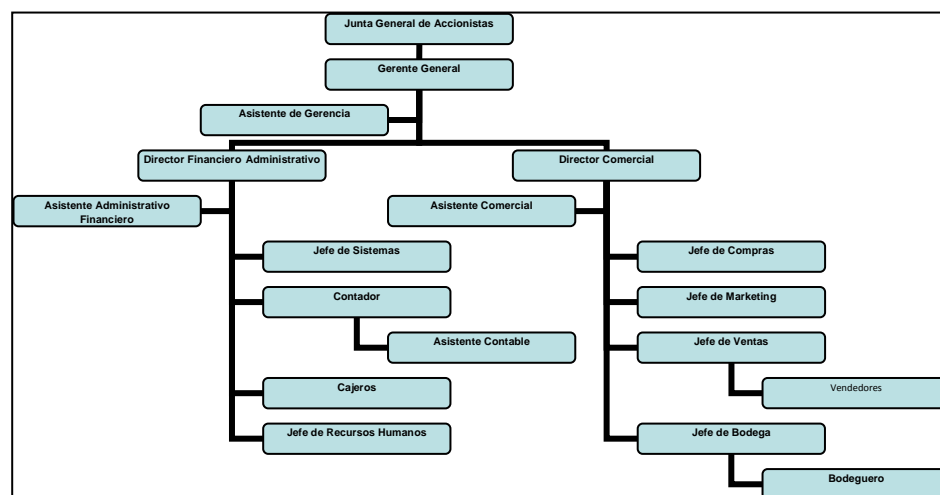 Junta General de Accionistas
Gerente General
Asistente de Gerencia
Director Financiero Administrativo
Director Comercial
Asistente Administrativo
Financiero
Asistente Comercial
Jefe de Sistemas
Jefe de Compras
Contador
Jefe de Marketing
Asistente Contable
Jefe de Ventas
Cajeros
Vendedores
Jefe de Recursos Humanos
Jefe de Bodega
Bodeguero